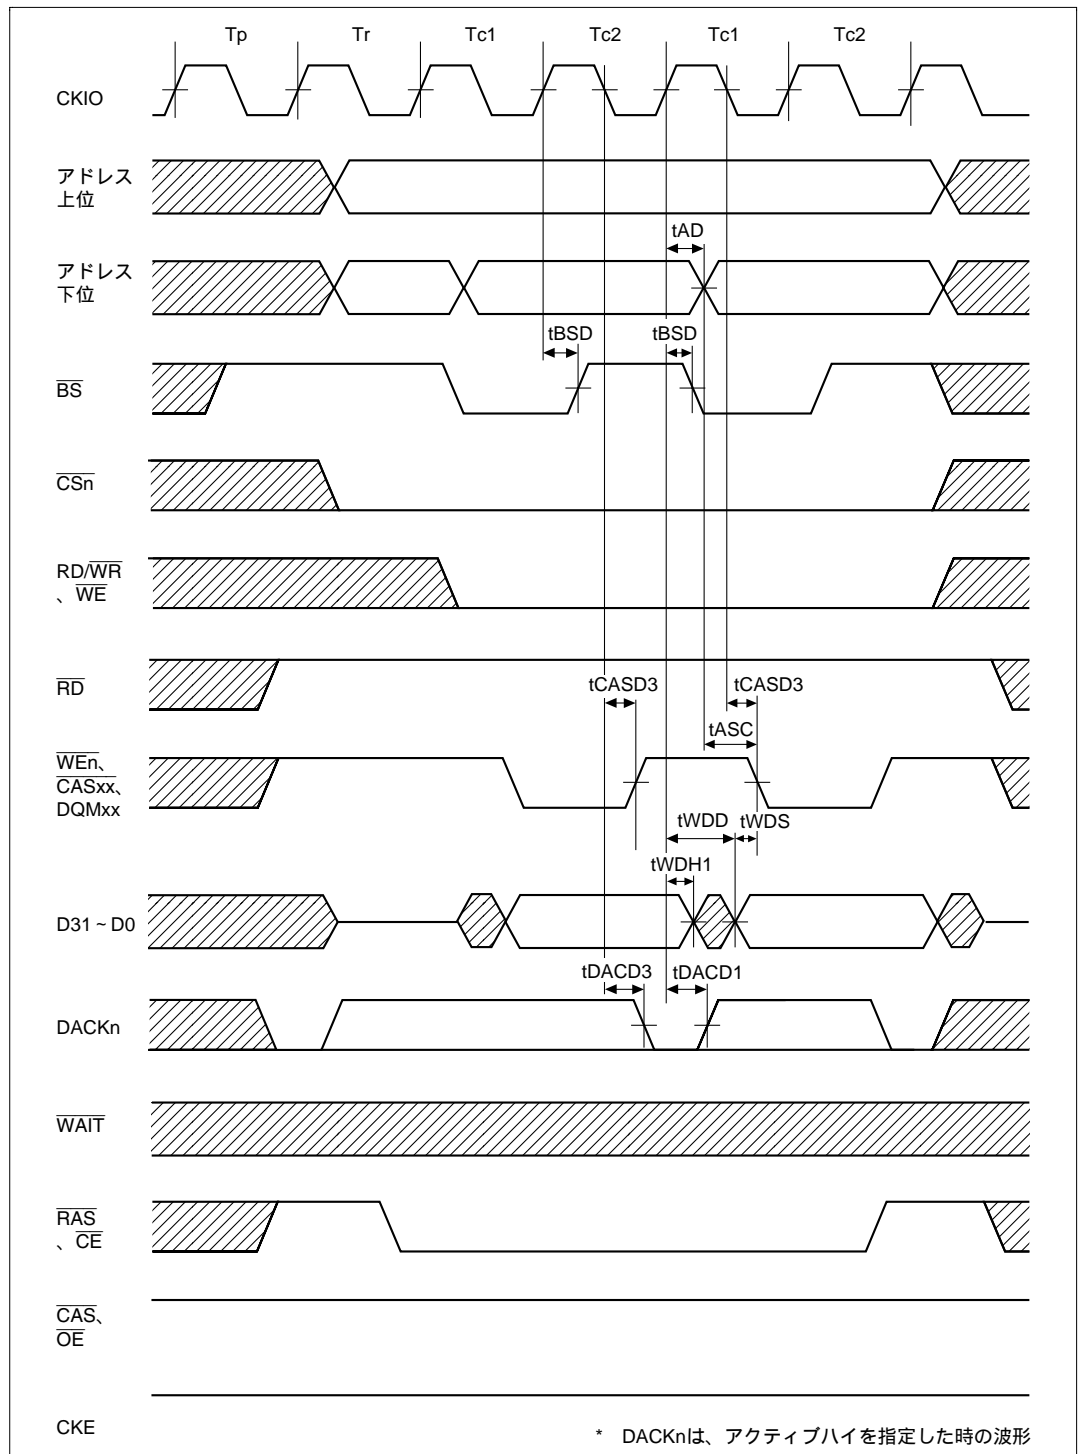 Tp Tr Tc1 Tc2 Tc1 Tc2
CKIO
アドレス
上位
tAD
アドレス
下位
tBSD tBSD
BS
CSn
RD/WR
、WE
RD
tCASD3 tCASD3
tASC
WEn、
CASxx、
DQMxx
tWDD tWDS
tWDH1
D31 ~ D0
tDACD3 tDACD1
DACKn
WAIT
RAS
、CE
CAS、
OE
CKE
* DACKnは、アクティブハイを指定した時の波形